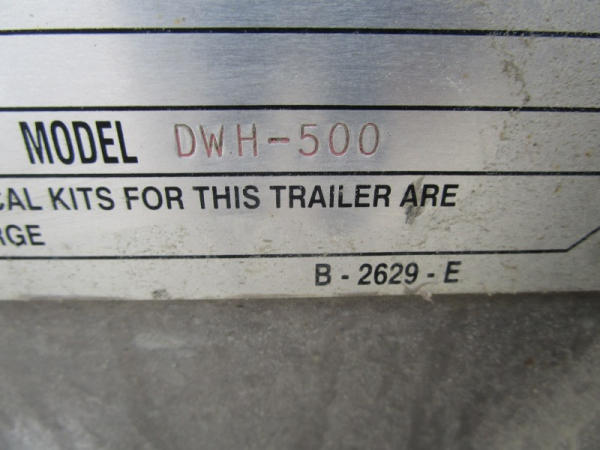 MODEL DWH-500
CAL KITS FOR THIS TRAILER ARE
RGE
B - 2629 - E